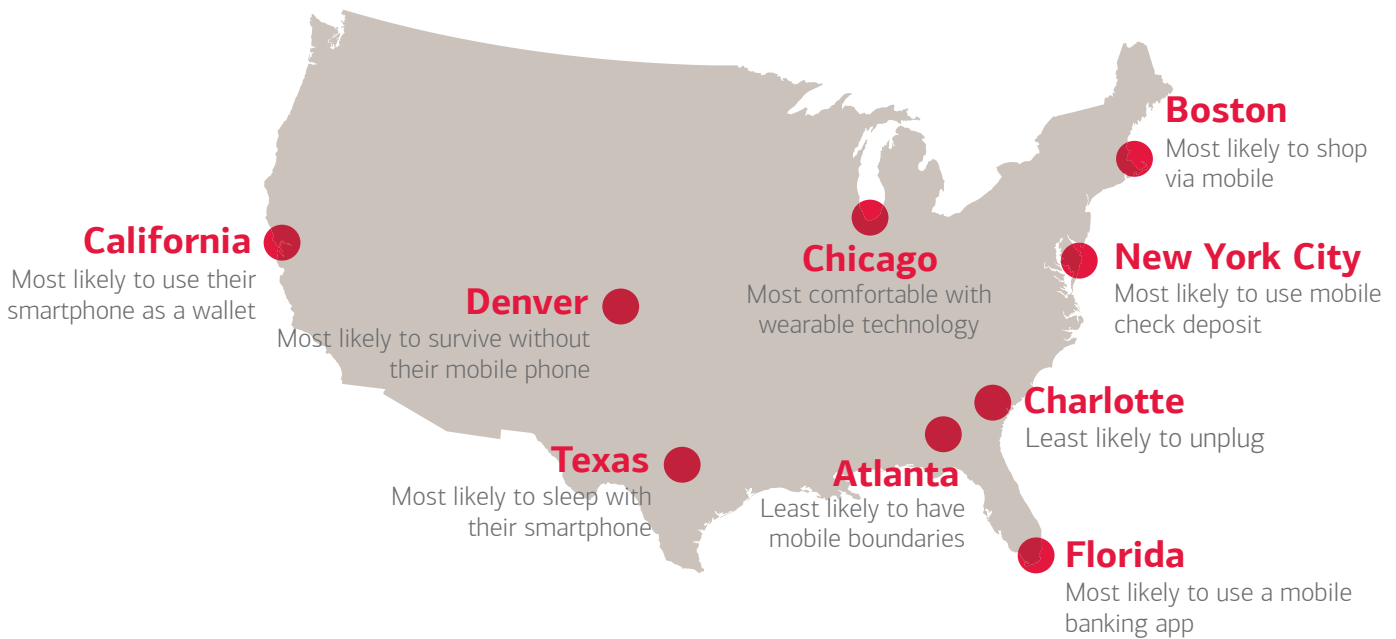 Boston
Most likely to shop
via mobile
California
Most likely to use their
smartphone as a wallet
Chicago
Most comfortable with
wearable technology
New York City
Most likely to use mobile
check deposit
Denver
Most likely to survive without
their mobile phone
Charlotte
Least likely to unplug
Texas
Most likely to sleep with
their smartphone
Atlanta
Least likely to have
mobile boundaries
Florida
Most likely to use a mobile
banking app